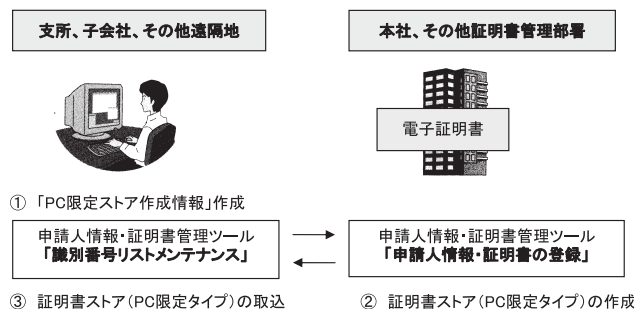 支所、子会社、その他遠隔地
本社、その他証明書管理部署
電子証明書
① 「PC限定ストア作成情報」作成
申請人情報・証明書管理ツール
「識別番号リストメンテナンス」
申請人情報・証明書管理ツール
「申請人情報・証明書の登録」
③ 証明書ストア(PC限定タイプ)の取込
② 証明書ストア(PC限定タイプ)の作成